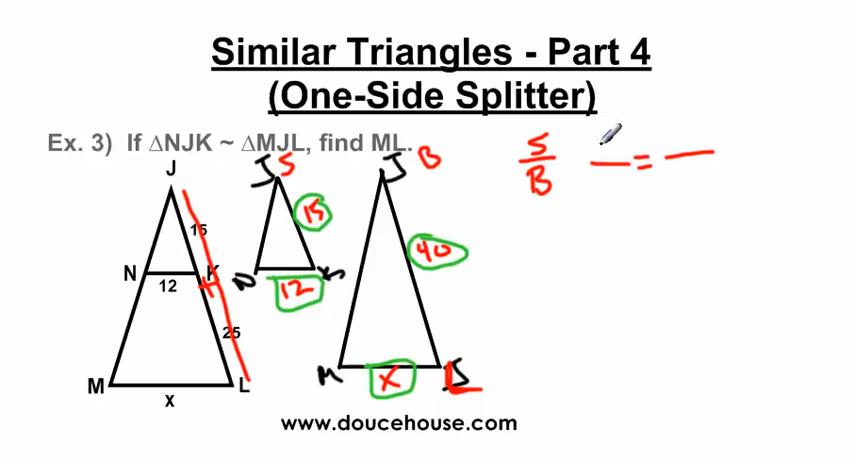 Similar Triangles - Part 4
(One-Side Splitter)
Ex. 3) If ∆NJK ~ ∆MJL, find ML.
S
B
=
J
15
N
K
12
25
M
L
x
J S
15
N
K
12
J B
40
M
X
L
www.doucehouse.com